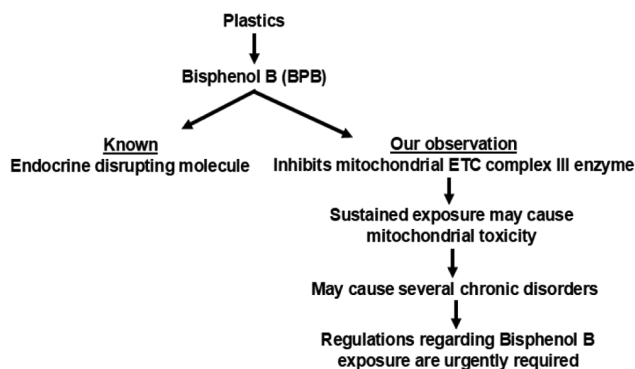 Plastics
Bisphenol B (BPB)
Known
Endocrine disrupting molecule
Our observation
Inhibits mitochondrial ETC complex III enzyme
Sustained exposure may cause
mitochondrial toxicity
May cause several chronic disorders
Regulations regarding Bisphenol B
exposure are urgently required